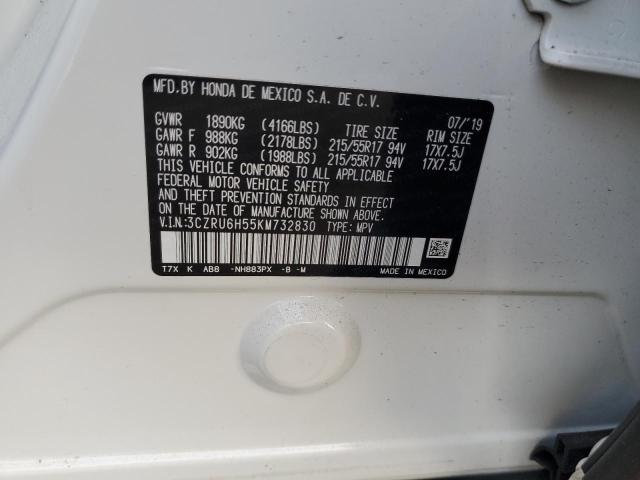 MFD.BY HONDA DE MEXICO S.A. DE C.V.
07/'19
GVWR 1890KG (4166LBS) TIRE SIZE RIM SIZE
GAWR F 988KG (2178LBS) 215/55R17 94V 17X7.5J
GAWR R 902KG (1988LBS) 215/55R17 94V 17X7.5J
THIS VEHICLE CONFORMS TO ALL APPLICABLE
FEDERAL MOTOR VEHICLE SAFETY
AND THEFT PREVENTION STANDARDS IN EFFECT
ON THE DATE OF MANUFACTURE SHOWN ABOVE.
V.I.N:3CZRU6H55KM732830 TYPE: MPV
T7X K AB8 -NH883PX -B -M MADE IN MEXICO